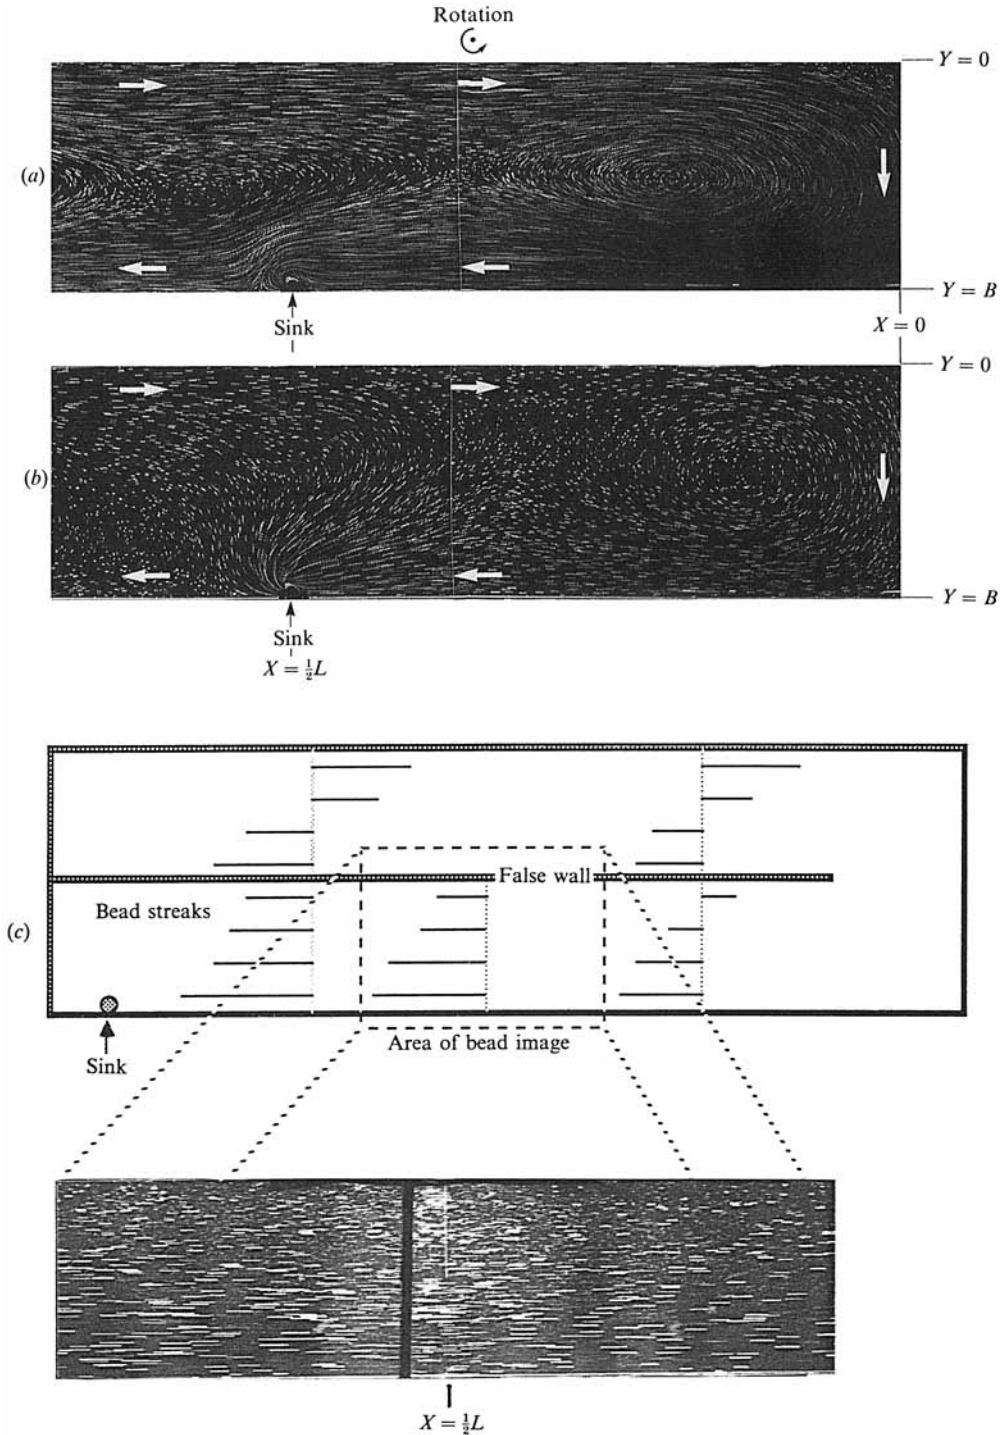 Rotation
Y = 0
(a)
Y = B
Sink
X = 0
Y = 0
(b)
Y = B
Sink
X = ½L
False wall
Bead streaks
(c)
Area of bead image
Sink
X = ½L